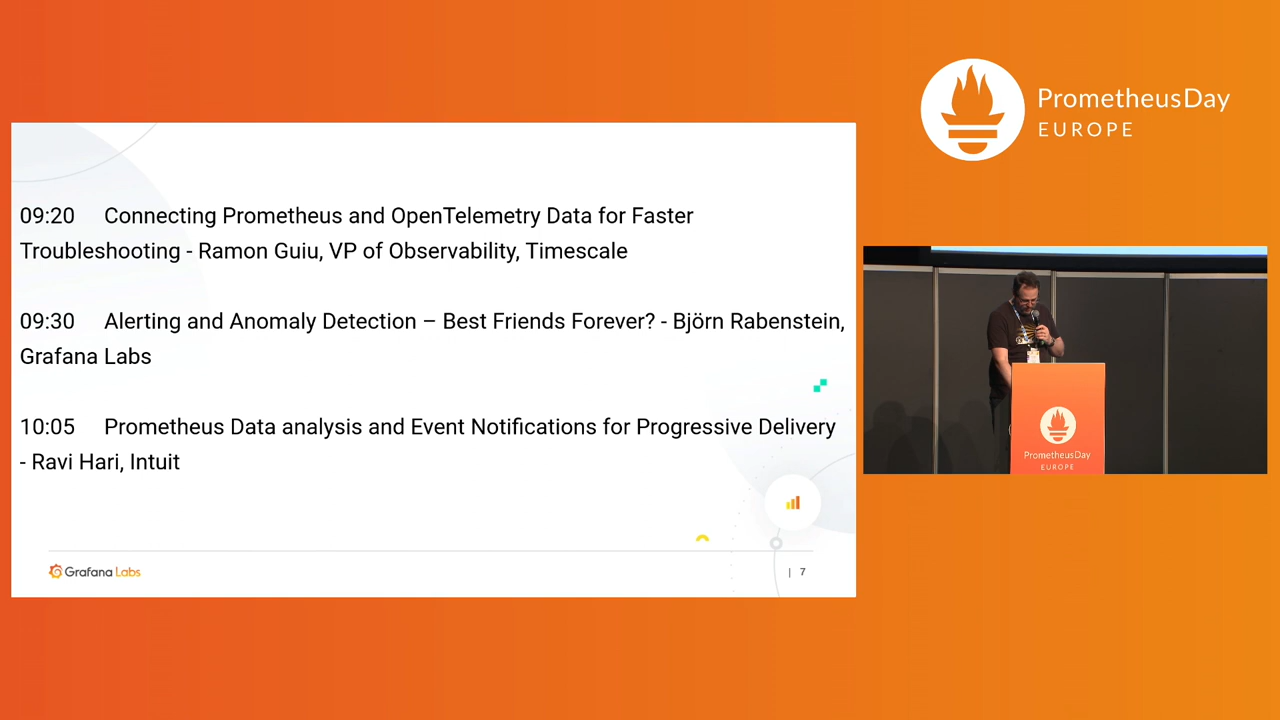 PrometheusDay
EUROPE
09:20 Connecting Prometheus and OpenTelemetry Data for Faster
Troubleshooting - Ramon Guiu, VP of Observability, Timescale
09:30 Alerting and Anomaly Detection – Best Friends Forever? - Björn Rabenstein,
Grafana Labs
10:05 Prometheus Data analysis and Event Notifications for Progressive Delivery
- Ravi Hari, Intuit
Grafana Labs
| 7
PrometheusDay
EUROPE